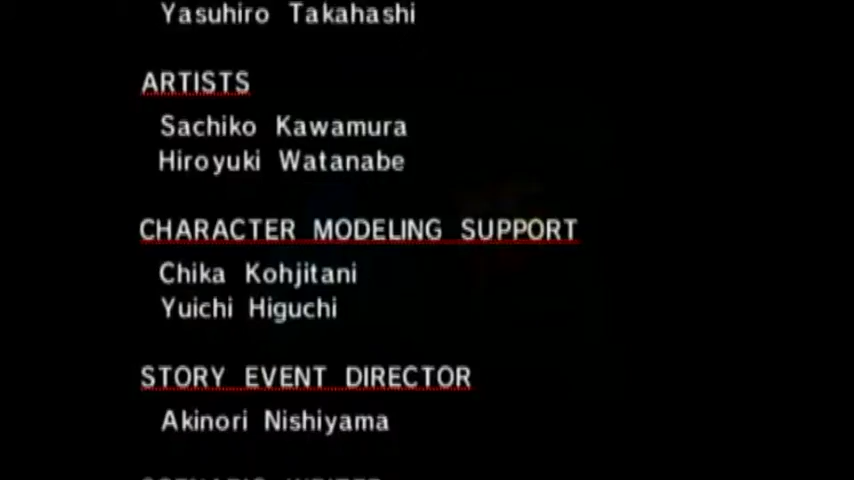 Yasuhiro Takahashi
ARTISTS
Sachiko Kawamura
Hiroyuki Watanabe
CHARACTER MODELING SUPPORT
Chika Kohjitani
Yuichi Higuchi
STORY EVENT DIRECTOR
Akinori Nishiyama